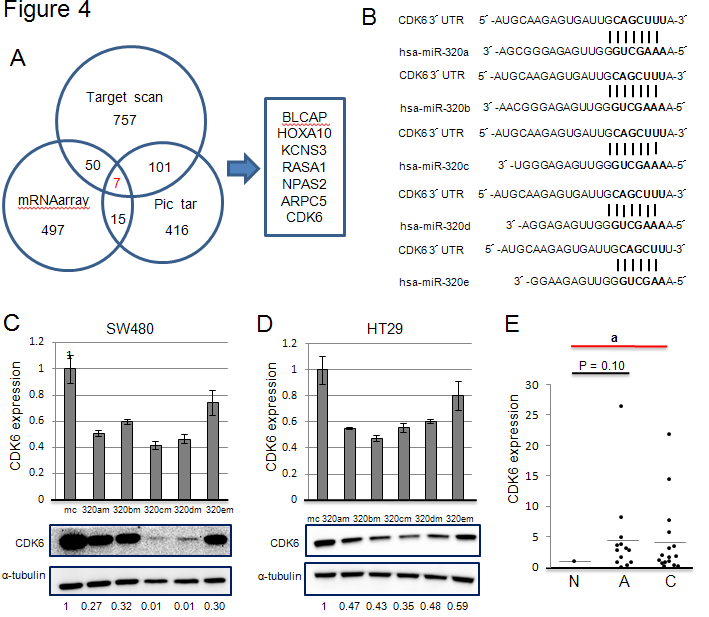 Figure 4
A
Target scan
757
50
101
7
mRNAarray
15
Pic tar
497
416
BLCAP
HOXA10
KCNS3
RASA1
NPAS2
ARPC5
CDK6
B
CDK6 3´ UTR 5´ -AUGCAAGAGUGAUUGCAGCUUUA-3´
hsa-miR-320a 3´ -AGCGGGAGAGUUGGGUCGAAAA-5´
CDK6 3´ UTR 5´ -AUGCAAGAGUGAUUGCAGCUUUA-3´
hsa-miR-320b 3´ -AACGGGAGAGUUGGGUCGAAAA-5´
CDK6 3´ UTR 5´ -AUGCAAGAGUGAUUGCAGCUUUA-3´
hsa-miR-320c 3´ -UGGGAGAGUUGGGUCGAAAA-5´
CDK6 3´ UTR 5´ -AUGCAAGAGUGAUUGCAGCUUUA-3´
hsa-miR-320d 3´ -AGGAGAGUUGGGUCGAAAA-5´
CDK6 3´ UTR 5´ -AUGCAAGAGUGAUUGCAGCUUU-3´
hsa-miR-320e 3´ -GGAAGAGUUGGGUCGAAA-5´
C
SW480
CDK6 expression
1.2
1
0.8
0.6
0.4
0.2
0
1
mc 320am 320bm 320cm 320dm 320em
CDK6
α-tubulin
1 0.27 0.32 0.01 0.01 0.30
D
HT29
CDK6 expression
1.2
1
0.8
0.6
0.4
0.2
0
mc 320am 320bm 320cm 320dm 320em
CDK6
α-tubulin
1 0.47 0.43 0.35 0.48 0.59
E
a
P = 0.10
CDK6 expression
30
25
20
15
10
5
0
N A C